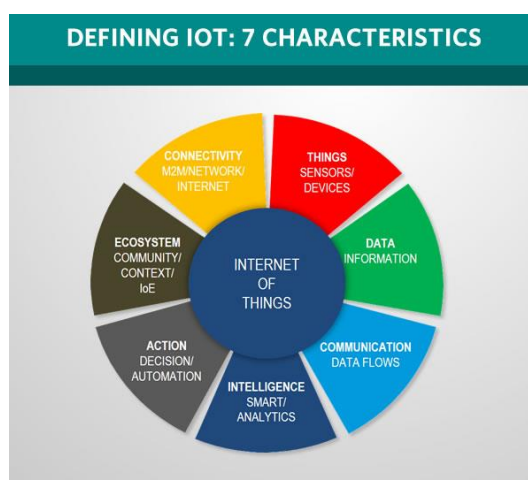 DEFINING IOT: 7 CHARACTERISTICS
CONNECTIVITY
M2M/NETWORK/
INTERNET
THINGS
SENSORS/
DEVICES
ECOSYSTEM
COMMUNITY/
CONTEXT/
IoE
INTERNET
OF
THINGS
DATA
INFORMATION
ACTION
DECISION/
AUTOMATION
INTELLIGENCE
SMART/
ANALYTICS
COMMUNICATION
DATA FLOWS